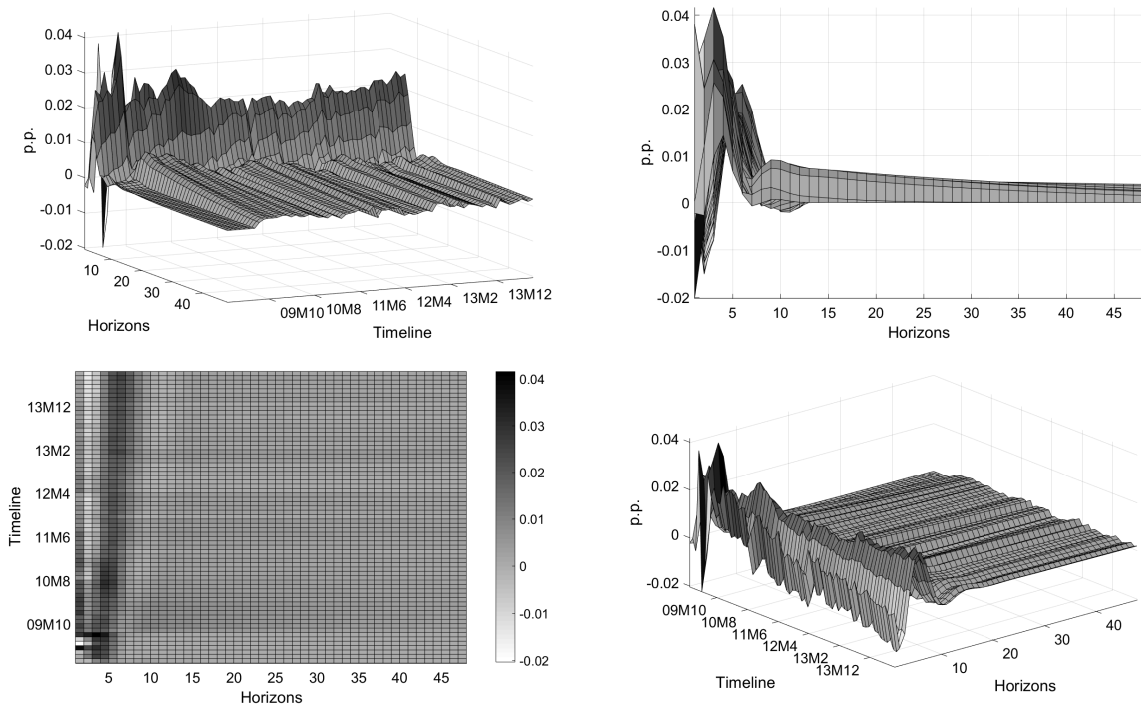 0.04
0.03
0.02
0.01
0
-0.01
-0.02
p.p.
10
20
30
40
Horizons
09M10
10M8
11M6
12M4
13M2
13M12
Timeline
0.04
0.03
0.02
0.01
0
-0.01
-0.02
p.p.
5
10
15
20
25
30
35
40
45
Horizons
13M12
13M2
12M4
11M6
10M8
09M10
Timeline
5
10
15
20
25
30
35
40
45
Horizons
0.04
0.03
0.02
0.01
0
-0.01
-0.02
0.04
0.02
0
-0.02
p.p.
09M10
10M8
11M6
12M4
13M2
13M12
Timeline
10
20
30
40
Horizons